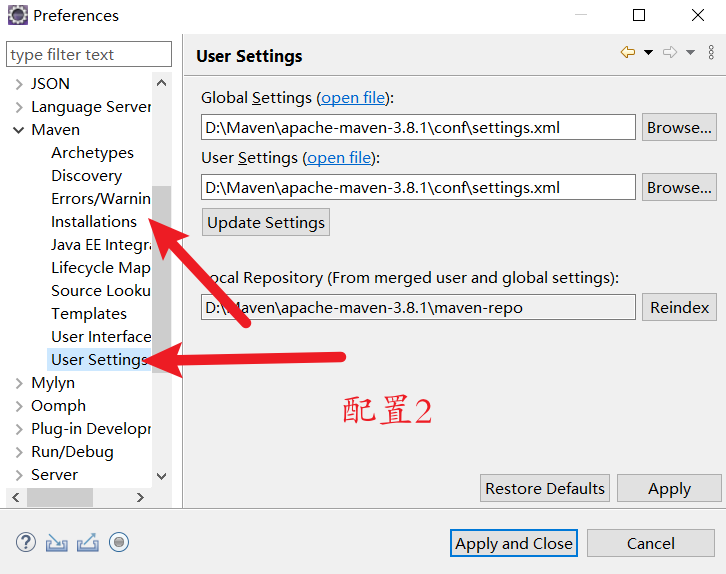 Preferences
type filter text
JSON
Language Server
Maven
Archetypes
Discovery
Errors/Warnin
Installations
Java EE Integra
Lifecycle Map
Source Looku
Templates
User Interface
User Settings
Mylyn
Oomph
Plug-in Developm
Run/Debug
Server
User Settings
Global Settings (open file):
D:\Maven\apache-maven-3.8.1\conf\settings.xml
Browse...
User Settings (open file):
D:\Maven\apache-maven-3.8.1\conf\settings.xml
Browse...
Update Settings
Local Repository (From merged user and global settings):
D:\Maven\apache-maven-3.8.1\maven-repo
Reindex
配置2
Restore Defaults
Apply
Apply and Close
Cancel